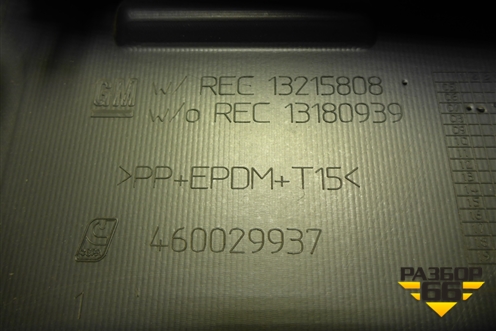 GM w/ REC 13215808
w/o REC 13180939
>PP+EPDM+T15<
460029937
РАЗБОР
66